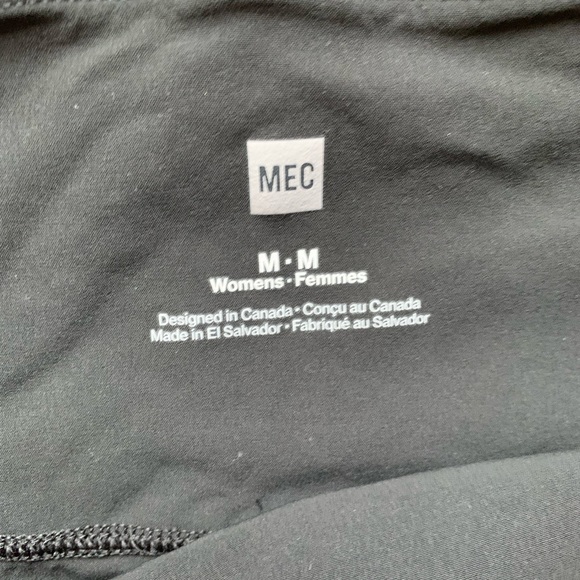 MEC
M • M
Womens • Femmes
Designed in Canada • Conçu au Canada
Made in El Salvador • Fabriqué au Salvador